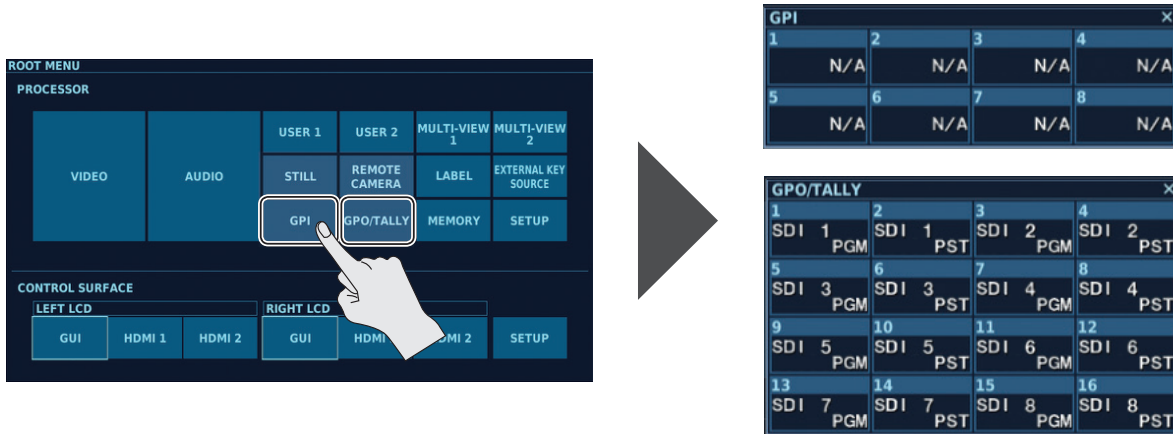 ROOT MENU
PROCESSOR
VIDEO
AUDIO
USER 1
USER 2
MULTI-VIEW 1
MULTI-VIEW 2
STILL
REMOTE CAMERA
LABEL
EXTERNAL KEY SOURCE
GPI
GPO/TALLY
MEMORY
SETUP
CONTROL SURFACE
LEFT LCD
RIGHT LCD
GUI
HDMI 1
HDMI 2
GUI
HDMI
HDMI 2
SETUP
GPI ×
1 2 3 4
N/A N/A N/A N/A
5 6 7 8
N/A N/A N/A N/A
GPO/TALLY ×
1 2 3 4
SDI 1 SDI 1 SDI 2 SDI 2
PGM PST PGM PST
5 6 7 8
SDI 3 SDI 3 SDI 4 SDI 4
PGM PST PGM PST
9 10 11 12
SDI 5 SDI 5 SDI 6 SDI 6
PGM PST PGM PST
13 14 15 16
SDI 7 SDI 7 SDI 8 SDI 8
PGM PST PGM PST